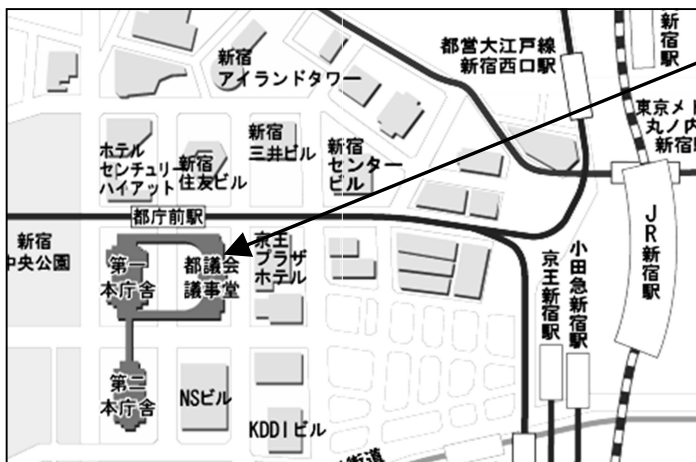 新宿
アイランドタワー
都営大江戸線
新宿西口駅
新宿駅
東京メト
丸ノ内
新宿
ホテル
センチュリー
ハイアット
新宿
住友ビル
新宿
三井ビル
新宿
センター
ビル
都庁前駅
新宿
中央公園
第一
本庁舎
都議会
議事堂
京王
プラザ
ホテル
京王新宿駅
小田急新宿駅
JR新宿駅
第二
本庁舎
NSビル
KDDIビル
街道